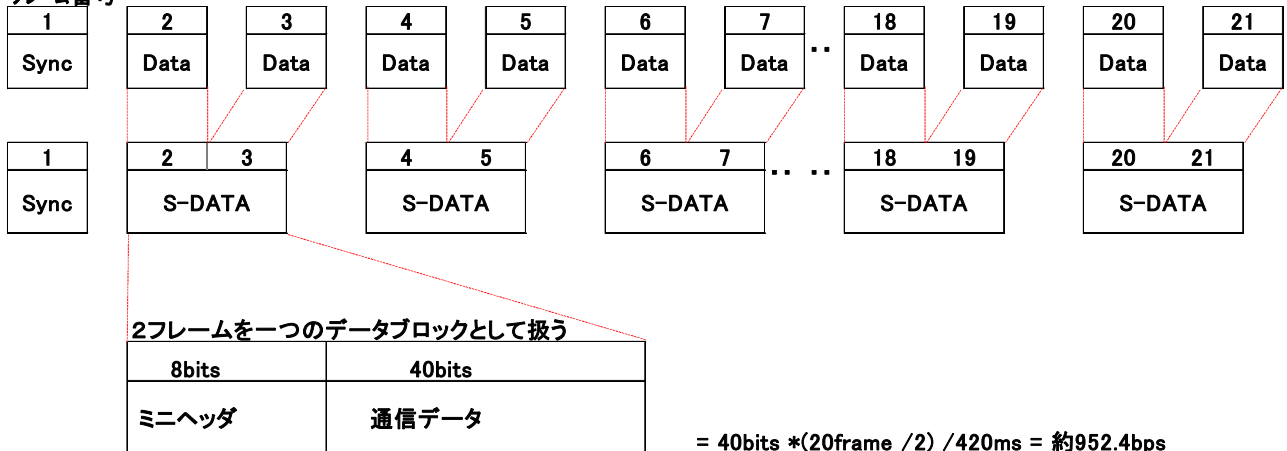 1 2 3 4 5 6 7 18 19 20 21
Sync Data Data Data Data Data Data ‥ Data Data Data Data
1 2 3 4 5 6 7 18 19 20 21
Sync S-DATA S-DATA S-DATA ‥ ‥ S-DATA S-DATA
2フレームを一つのデータブロックとして扱う
8bits 40bits
ミニヘッダ 通信データ
= 40bits *(20frame /2) /420ms = 約952.4bps